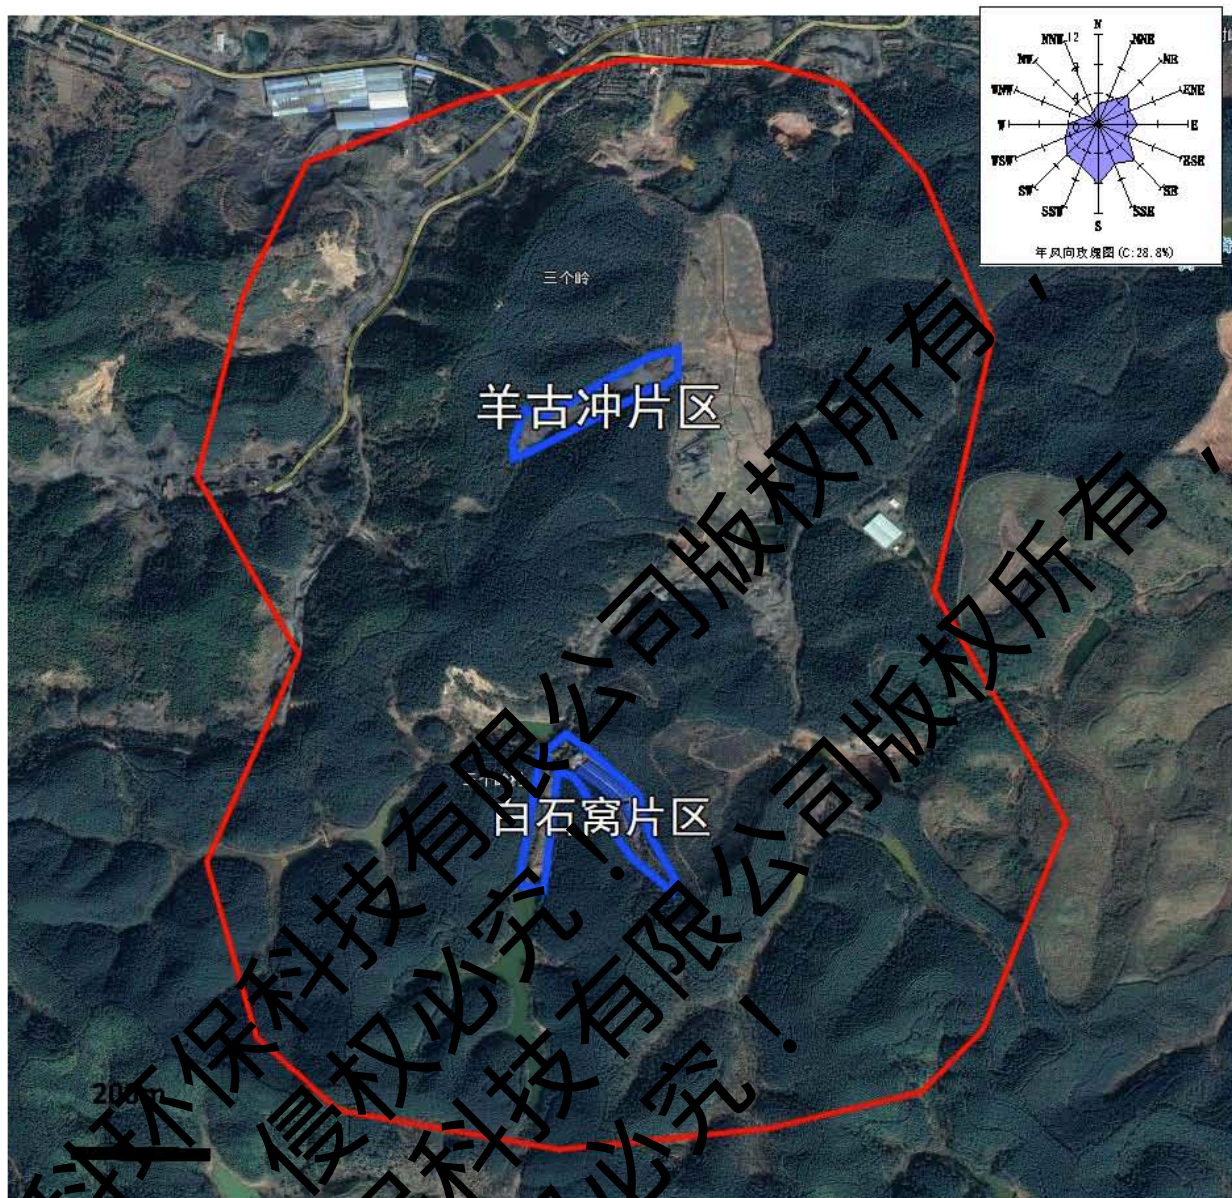 N
NNW 12 NNE
NW NE
WNW ENE
W E
WSW ESE
SW SE
SSW SSE
S
年风向玫瑰图(C:28.8%)
三个岭
羊古冲片区
白石窝片区
200m
科环保科技有限公司版权所有，
侵权必究！
保科技有限公司版权所有，
必究！